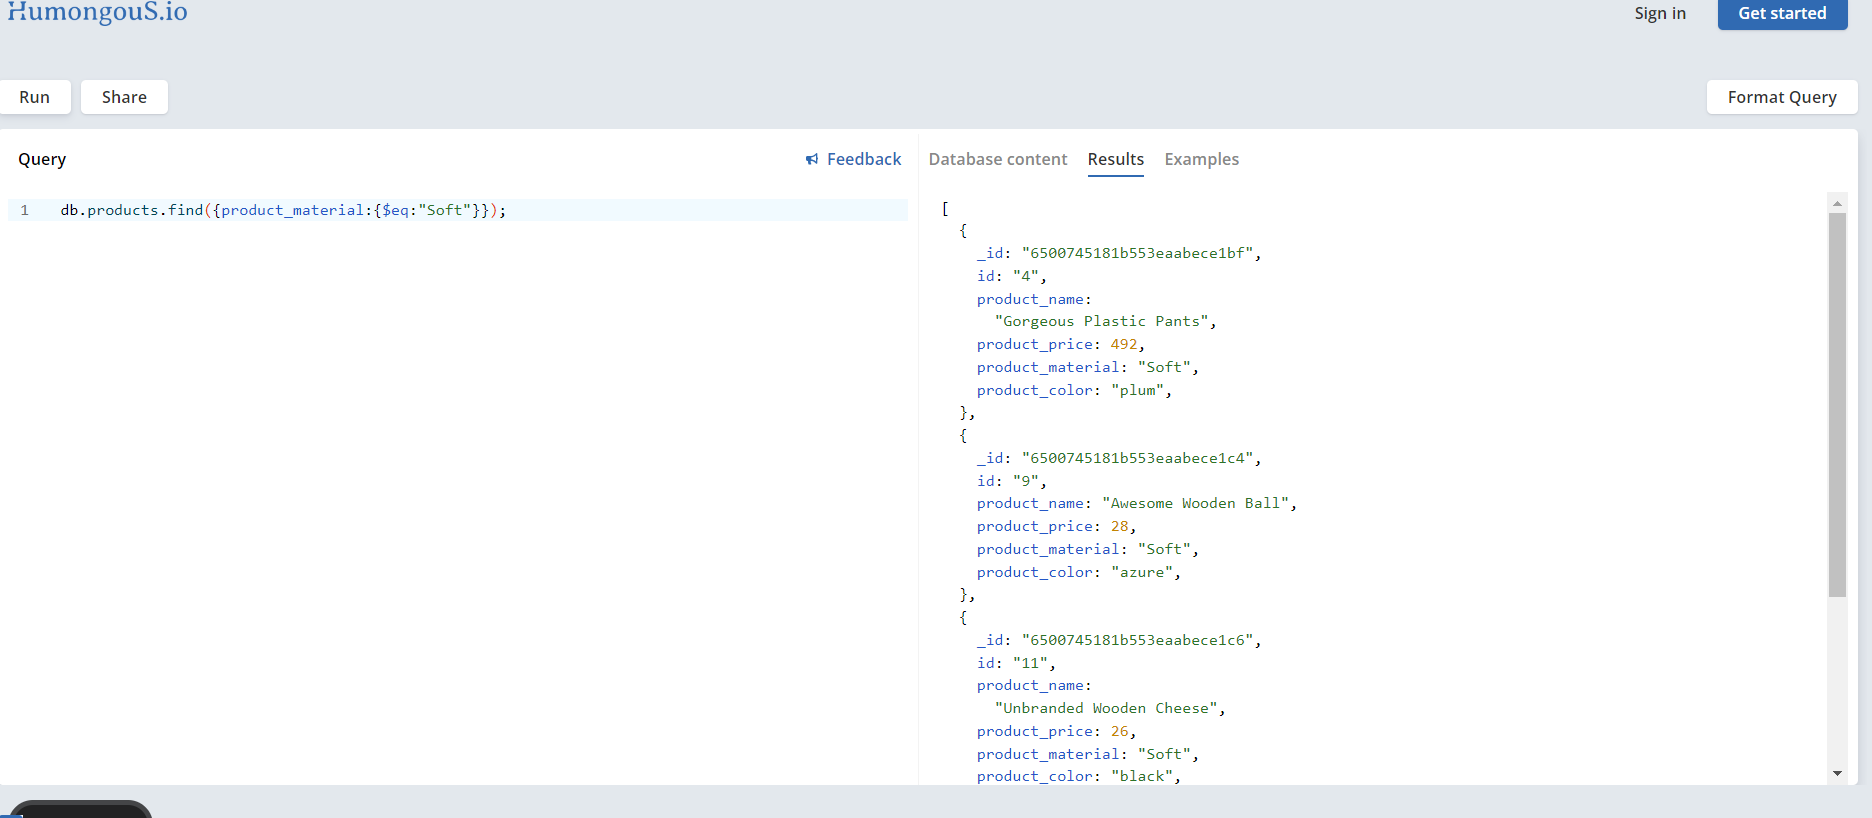 HumongouS.io
Sign in
Get started
Run
Share
Format Query
Query
Feedback
Database content
Results
Examples
1 db.products.find({product_material:{$eq:"Soft"}});
[
{
_id: "6500745181b553eaabece1bf",
id: "4",
product_name:
"Gorgeous Plastic Pants",
product_price: 492,
product_material: "Soft",
product_color: "plum",
},
{
_id: "6500745181b553eaabece1c4",
id: "9",
product_name: "Awesome Wooden Ball",
product_price: 28,
product_material: "Soft",
product_color: "azure",
},
{
_id: "6500745181b553eaabece1c6",
id: "11",
product_name:
"Unbranded Wooden Cheese",
product_price: 26,
product_material: "Soft",
product_color: "black",